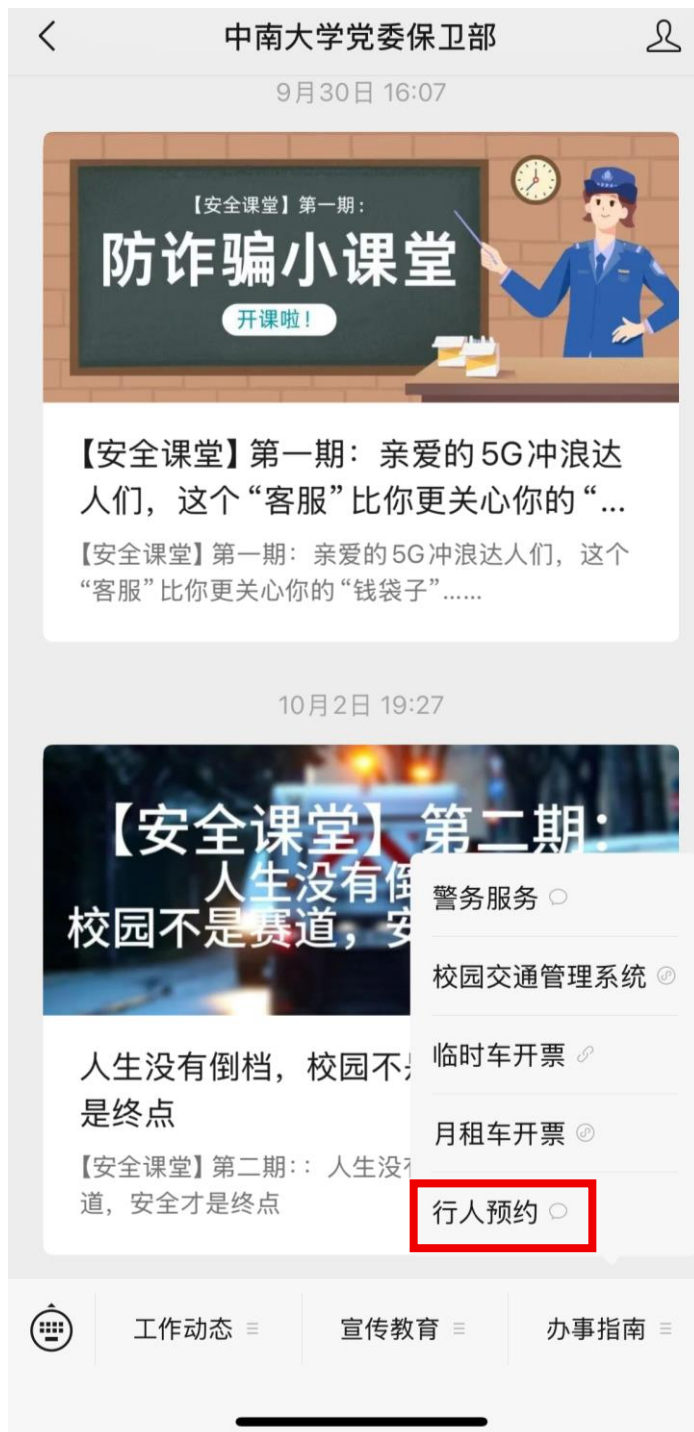 中南大学党委保卫部
9月30日 16:07
【安全课堂】第一期：
防诈骗小课堂
开课啦！
【安全课堂】第一期：亲爱的5G冲浪达
人们，这个“客服”比你更关心你的“...
【安全课堂】第一期：亲爱的5G冲浪达人们，这个
“客服”比你更关心你的“钱袋子”......
10月2日 19:27
【安全课堂】第二期：
人生没有倒
校园不是赛道，安
人生没有倒档，校园不
是终点
【安全课堂】第二期：：人生没
道，安全才是终点
警务服务
校园交通管理系统
临时车开票
月租车开票
行人预约
工作动态
宣传教育
办事指南